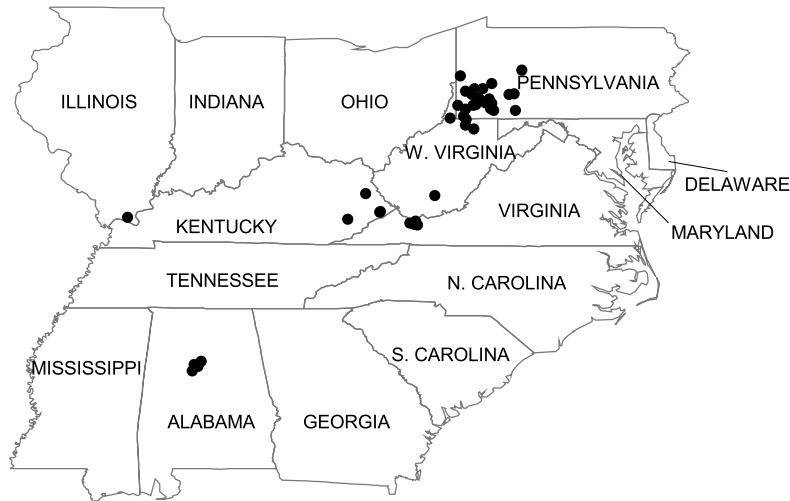 PENNSYLVANIA
ILLINOIS
INDIANA
OHIO
W. VIRGINIA
DELAWARE
VIRGINIA
KENTUCKY
MARYLAND
TENNESSEE
N. CAROLINA
S. CAROLINA
MISSISSIPPI
ALABAMA
GEORGIA